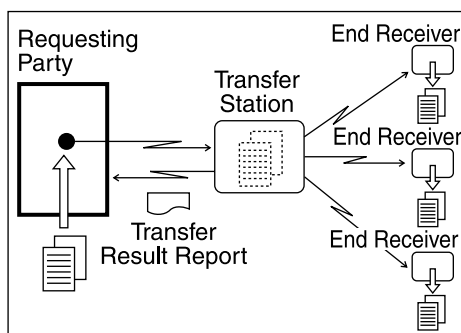 Requesting
Party
Transfer
Station
End Receiver
End Receiver
End Receiver
Transfer
Result Report